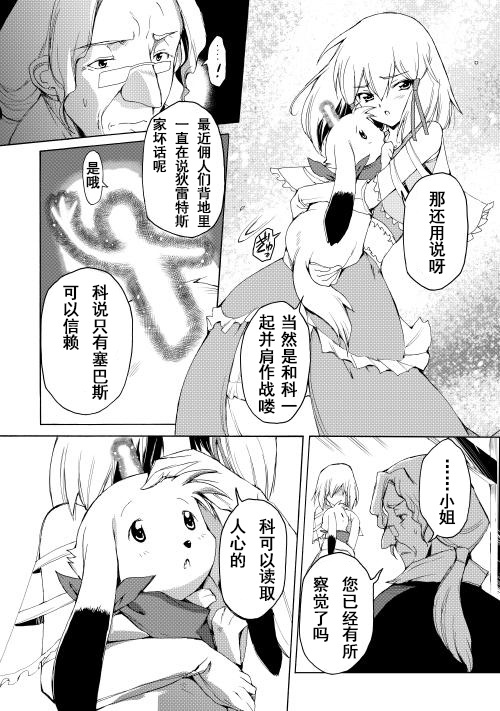 那还用说呀
当然是和科一
起并肩作战喽
ぎゅっ
……!
最近佣人们背地里
一直在说狄雷特斯
家坏话呢
是哦
科说只有塞巴斯
可以信赖
……小姐
您已经有所
察觉了吗
科可以读取
人心的